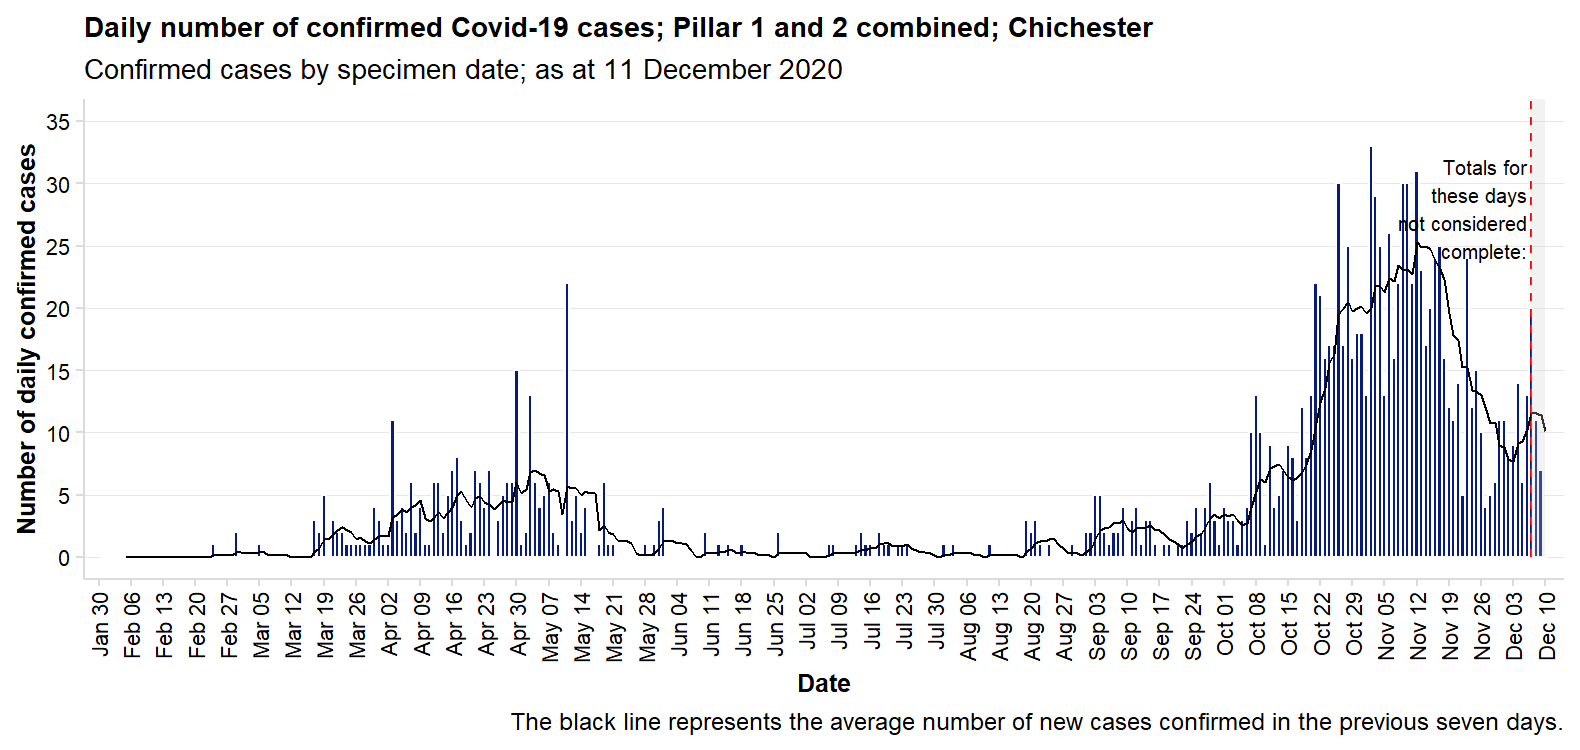 Daily number of confirmed Covid-19 cases; Pillar 1 and 2 combined; Chichester
Confirmed cases by specimen date; as at 11 December 2020
Number of daily confirmed cases
35
30
25
20
15
10
5
0
Totals for
these days
not considered
complete:
Jan 30
Feb 06
Feb 13
Feb 20
Feb 27
Mar 05
Mar 12
Mar 19
Mar 26
Apr 02
Apr 09
Apr 16
Apr 23
Apr 30
May 07
May 14
May 21
May 28
Jun 04
Jun 11
Jun 18
Jun 25
Jul 02
Jul 09
Jul 16
Jul 23
Jul 30
Aug 06
Aug 13
Aug 20
Aug 27
Sep 03
Sep 10
Sep 17
Sep 24
Oct 01
Oct 08
Oct 15
Oct 22
Oct 29
Nov 05
Nov 12
Nov 19
Nov 26
Dec 03
Dec 10
Date
The black line represents the average number of new cases confirmed in the previous seven days.